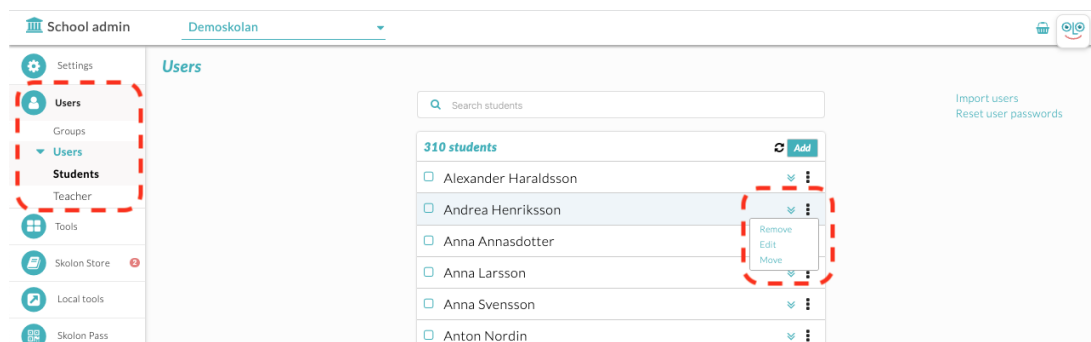 School admin
Demoskolan
Settings
Users
Groups
Users
Students
Teacher
Tools
Skolon Store 2
Local tools
Skolon Pass
Users
Search students
Import users
Reset user passwords
310 students Add
Alexander Haraldsson
Andrea Henriksson
Remove
Edit
Move
Anna Annasdotter
Anna Larsson
Anna Svensson
Anton Nordin